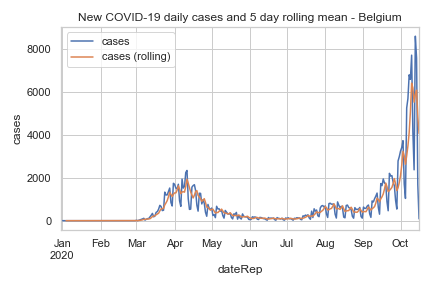 New COVID-19 daily cases and 5 day rolling mean - Belgium
cases
cases (rolling)
8000
6000
4000
2000
0
cases
Jan Feb Mar Apr May Jun Jul Aug Sep Oct
2020
dateRep